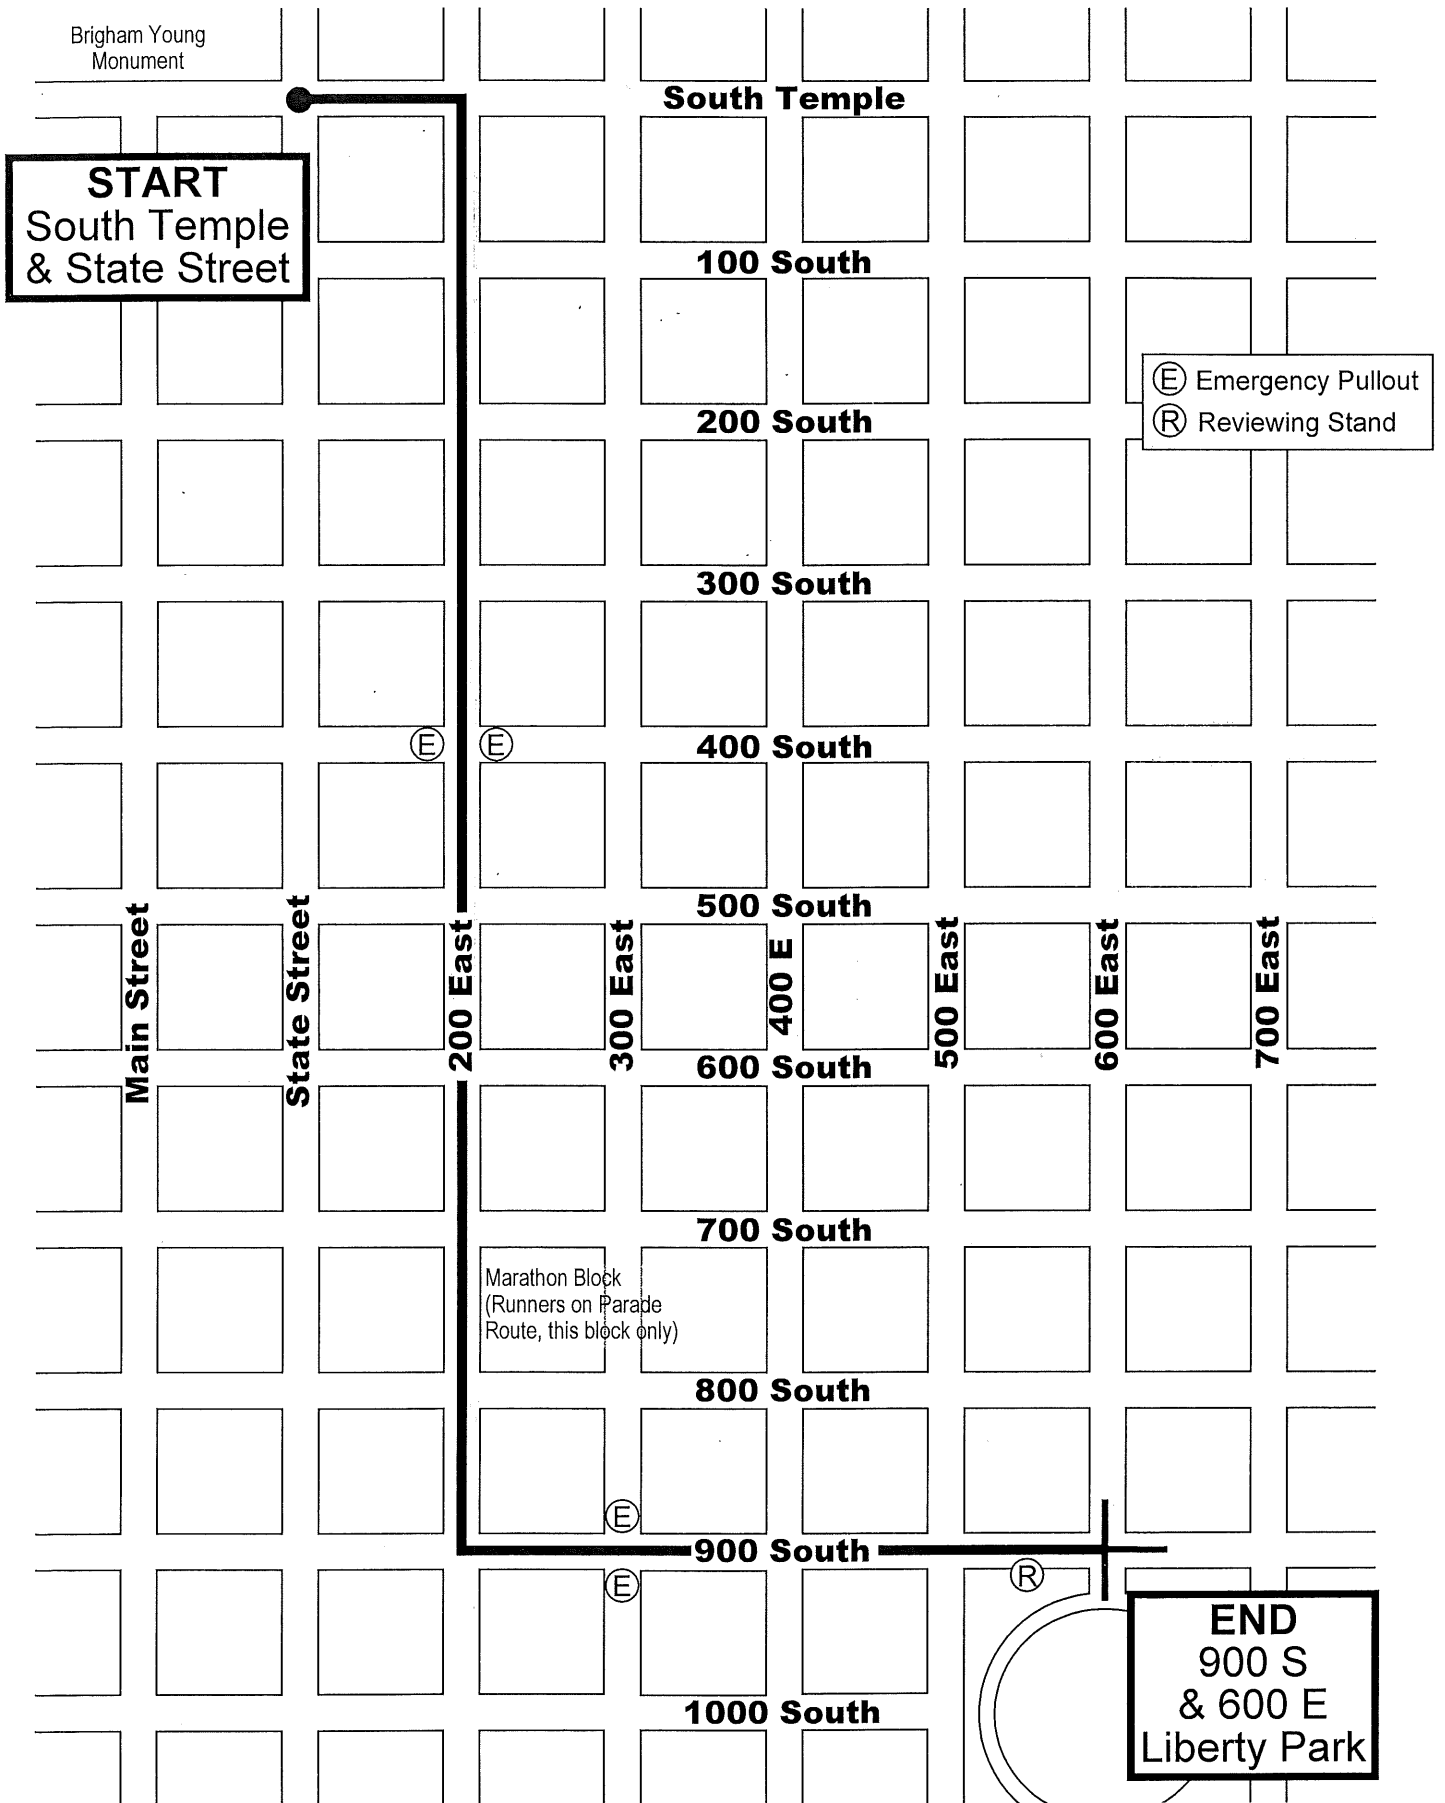 Brigham Young
Monument
South Temple
START
South Temple
& State Street
100 South
E Emergency Pullout
R Reviewing Stand
200 South
300 South
E
E
400 South
500 South
Main Street
State Street
200 East
300 East
400 E
500 East
600 East
700 East
600 South
700 South
Marathon Block
(Runners on Parade
Route, this block only)
800 South
E
900 South
E
R
END
900 S
& 600 E
Liberty Park
1000 South